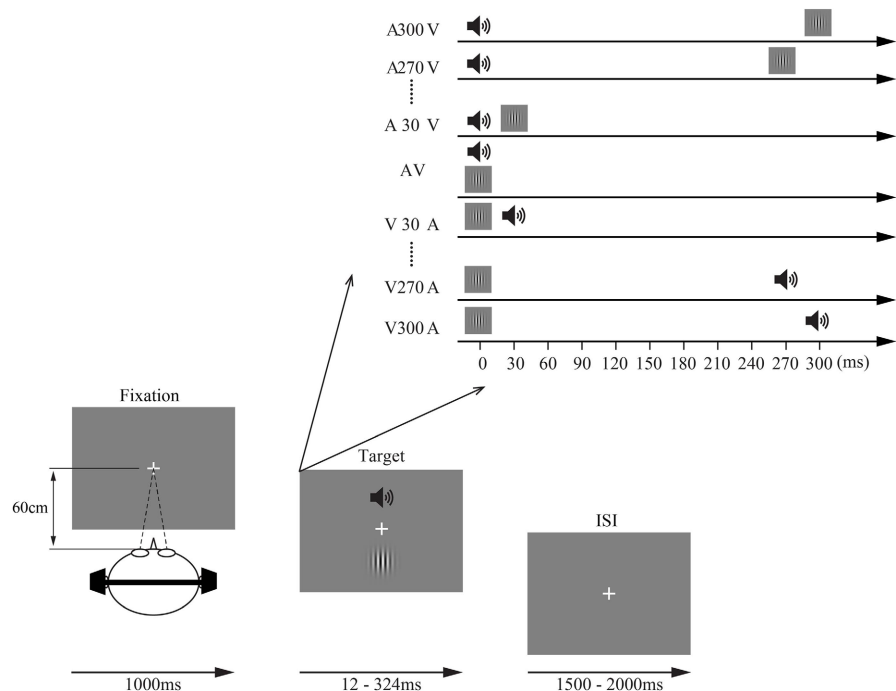 A300 V
A270 V
A 30 V
AV
V 30 A
V270 A
V300 A
0 30 60 90 120 150 180 210 240 270 300 (ms)
Fixation
60cm
1000ms
Target
12 - 324ms
ISI
1500 - 2000ms